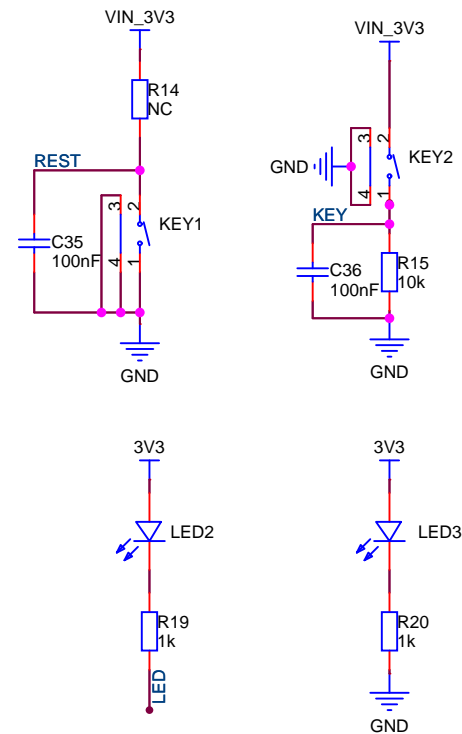 VIN_3V3
R14
NC
REST
3
2
KEY1
C35
100nF
4
1
GND
VIN_3V3
3
2
KEY2
GND
4
1
KEY
C36
100nF
R15
10k
GND
3V3
LED2
R19
1k
LED
3V3
LED3
R20
1k
GND